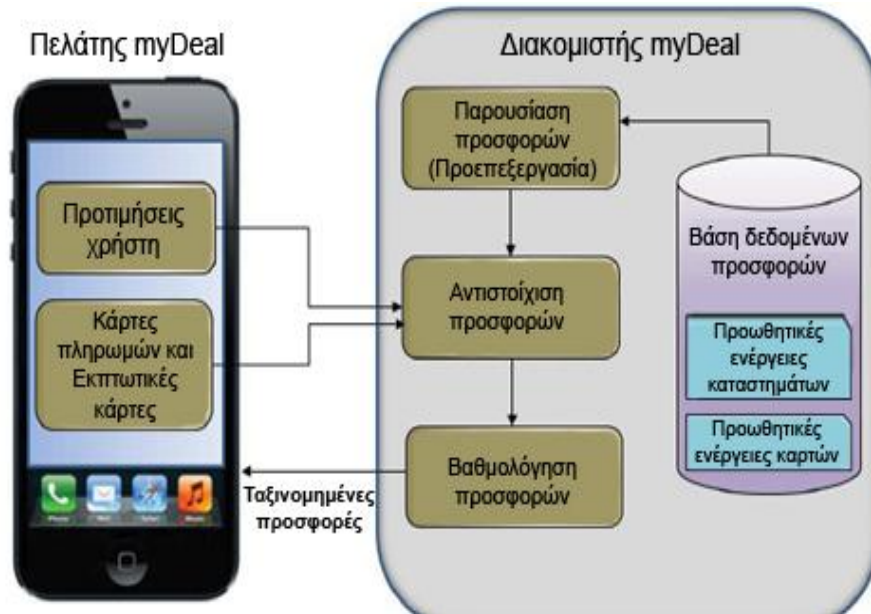 Πελάτης myDeal
Προτιμήσεις
χρήστη
Κάρτες
πληρωμών και
Εκπτωτικές
κάρτες
Ταξινομημένες
προσφορές
Διακομιστής myDeal
Παρουσίαση
προσφορών
(Προεπεξεργασία)
Αντιστοίχιση
προσφορών
Βαθμολόγηση
προσφορών
Βάση δεδομένων
προσφορών
Προωθητικές
ενέργειες
καταστημάτων
Προωθητικές
ενέργειες καρτών